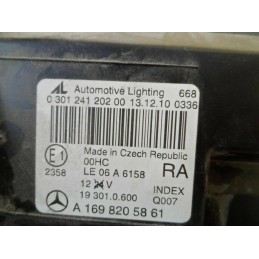 AL Automotive Lighting 668
0 301 241 202 00 13.12.10 0336
Made in Czech Republic
00HC RA
E1 LE 06 A 6158
2358 12 V INDEX
19 301.0.600 Q007
A 169 820 58 61